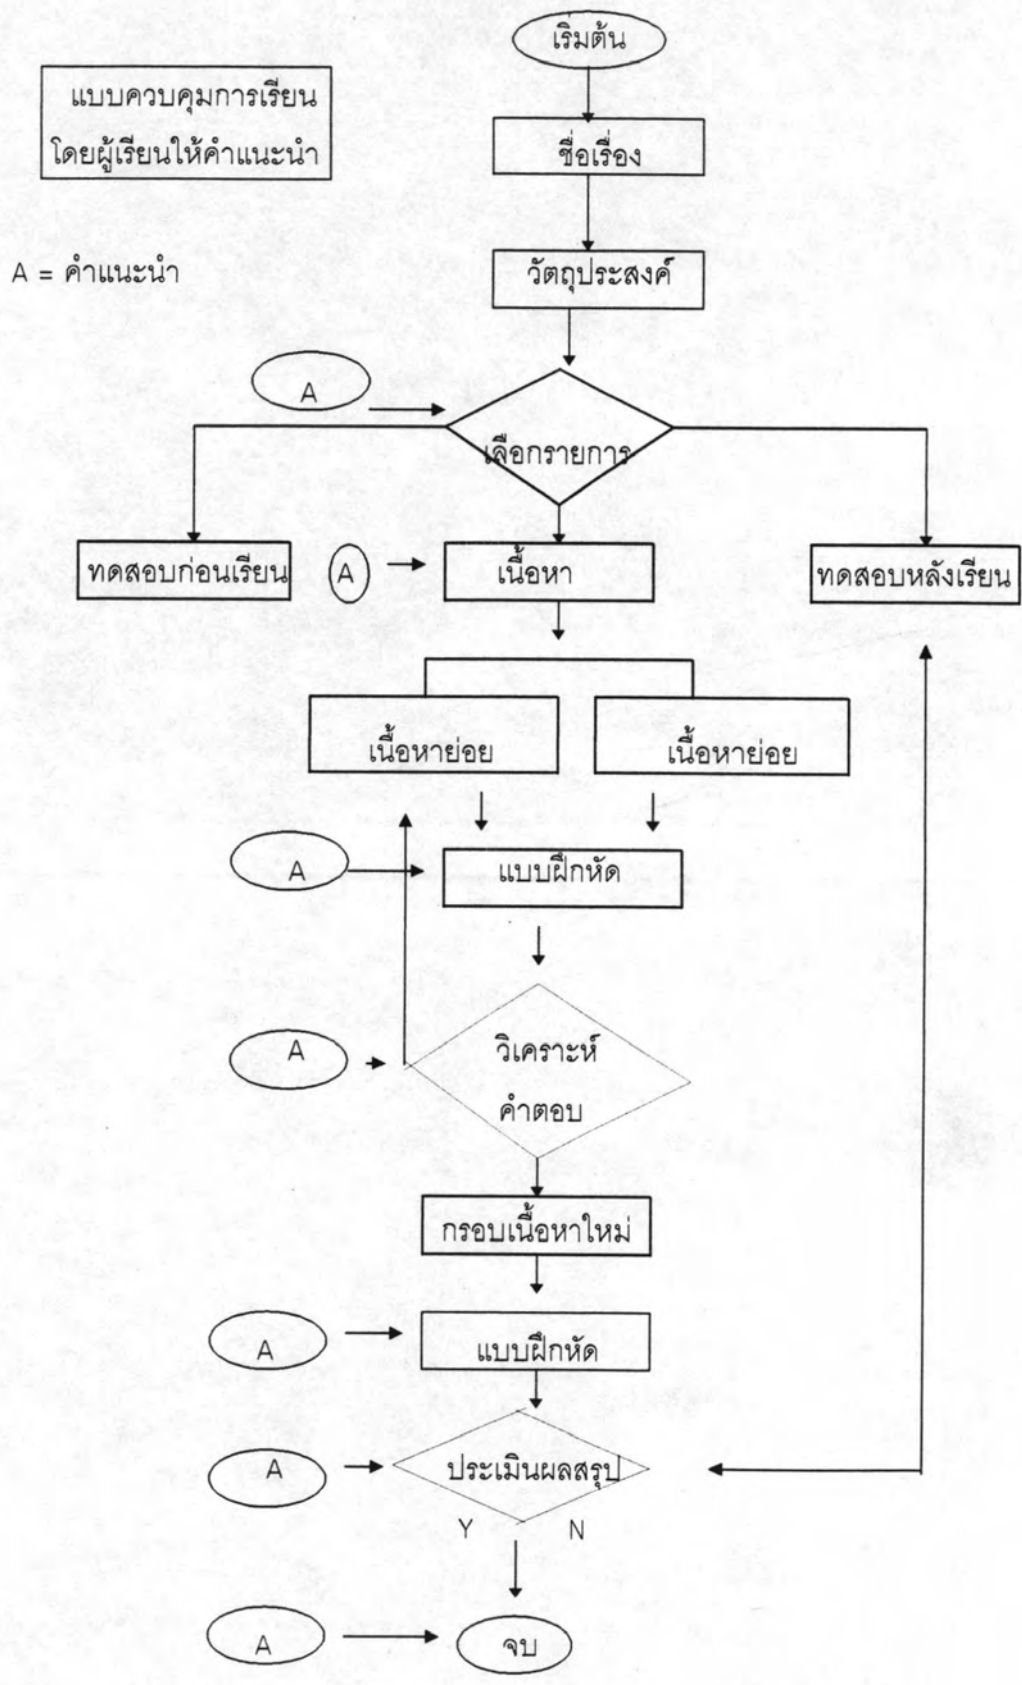 เริ่มต้น
แบบควบคุมการเรียน
โดยผู้เรียนให้คำแนะนำ
ชื่อเรื่อง
A = คำแนะนำ
วัตถุประสงค์
A
เลือกรายการ
ทดสอบก่อนเรียน
A
เนื้อหา
ทดสอบหลังเรียน
เนื้อหาย่อย
เนื้อหาย่อย
A
แบบฝึกหัด
A
วิเคราะห์
คำตอบ
กรอบเนื้อหาใหม่
A
แบบฝึกหัด
A
ประเมินผลสรุป
Y
N
A
จบ